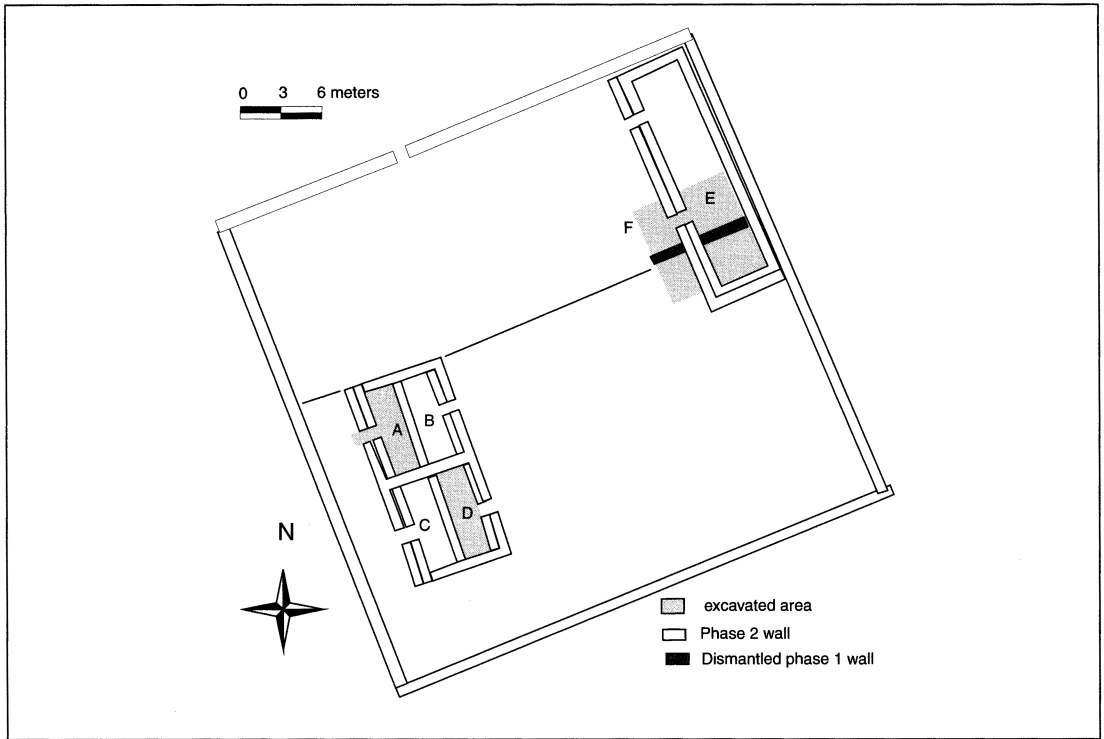 0 3 6 meters
E
F
B
A
D
C
N
excavated area
Phase 2 wall
Dismantled phase 1 wall